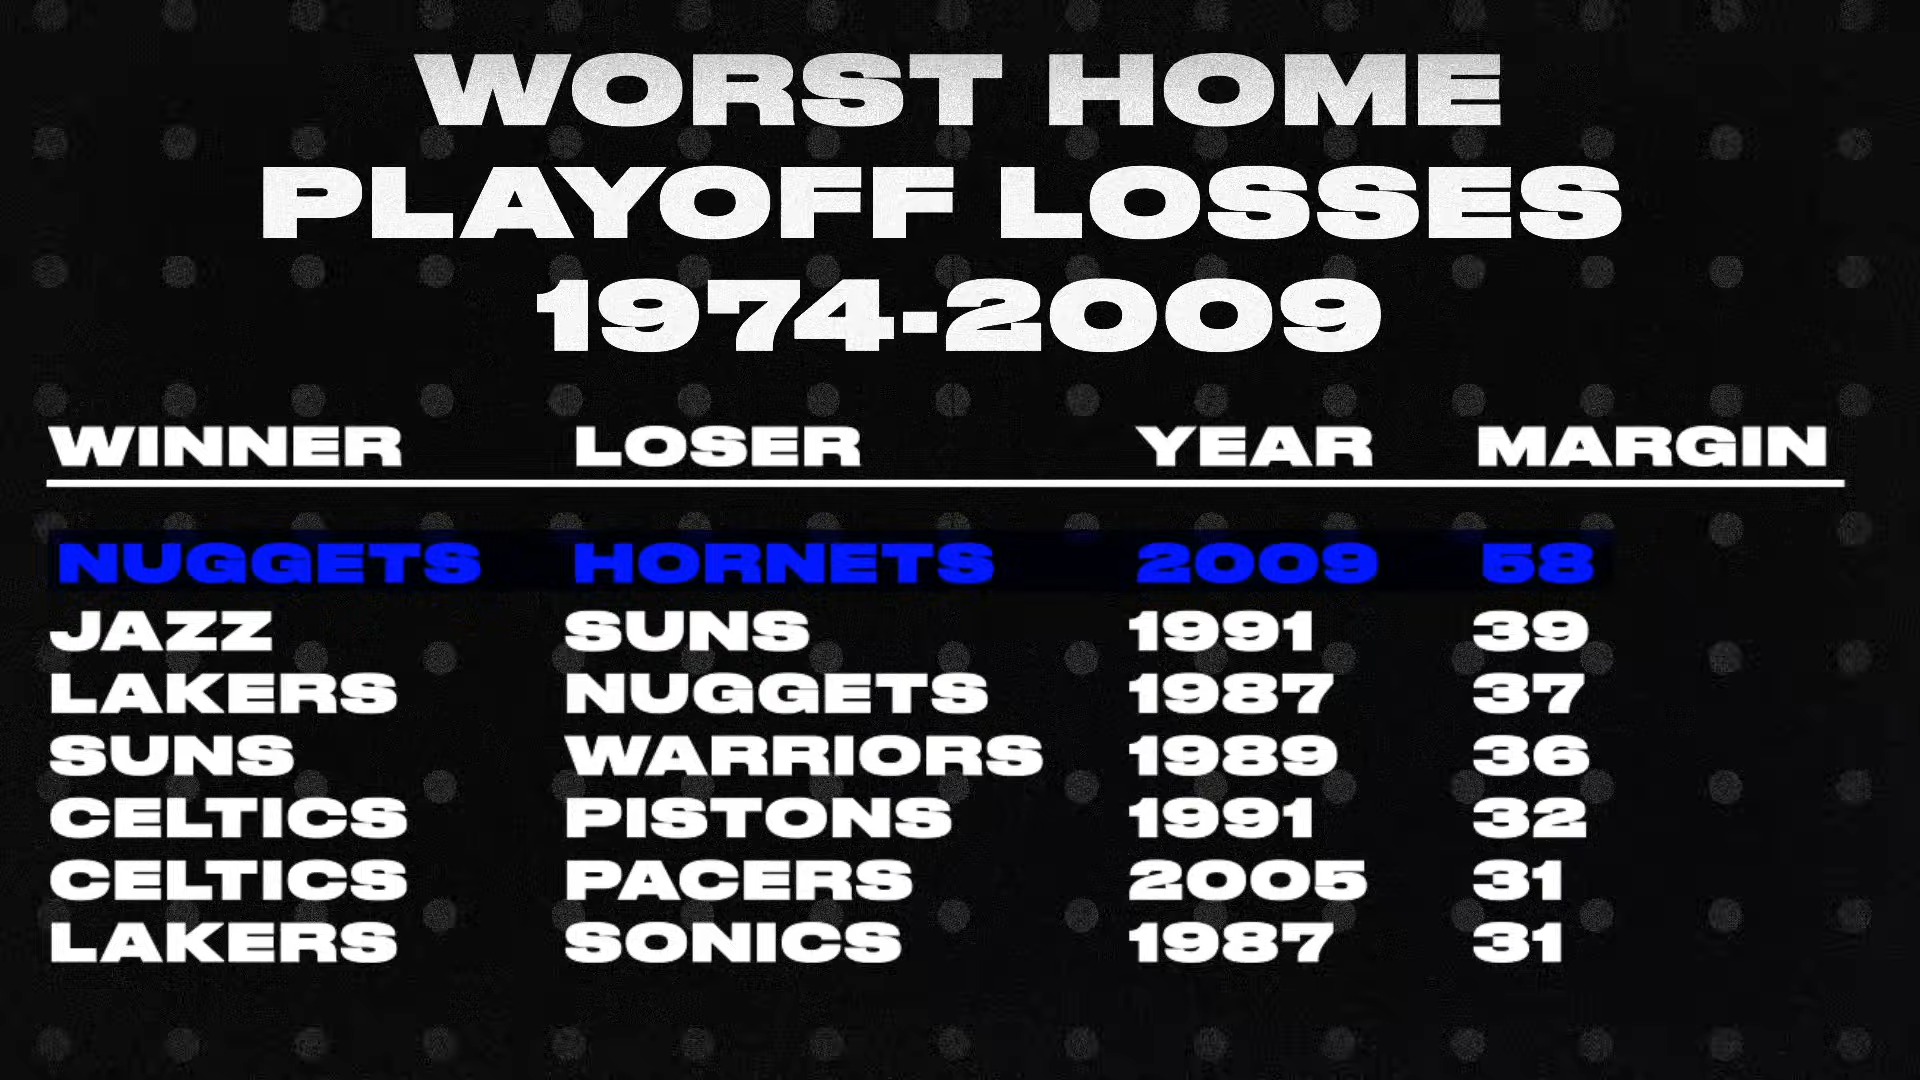 WORST HOME
PLAYOFF LOSSES
1974-2009
WINNER LOSER YEAR MARGIN
NUGGETS HORNETS 2009 58
JAZZ SUNS 1991 39
LAKERS NUGGETS 1987 37
SUNS WARRIORS 1989 36
CELTICS PISTONS 1991 32
CELTICS PACERS 2005 31
LAKERS SONICS 1987 31